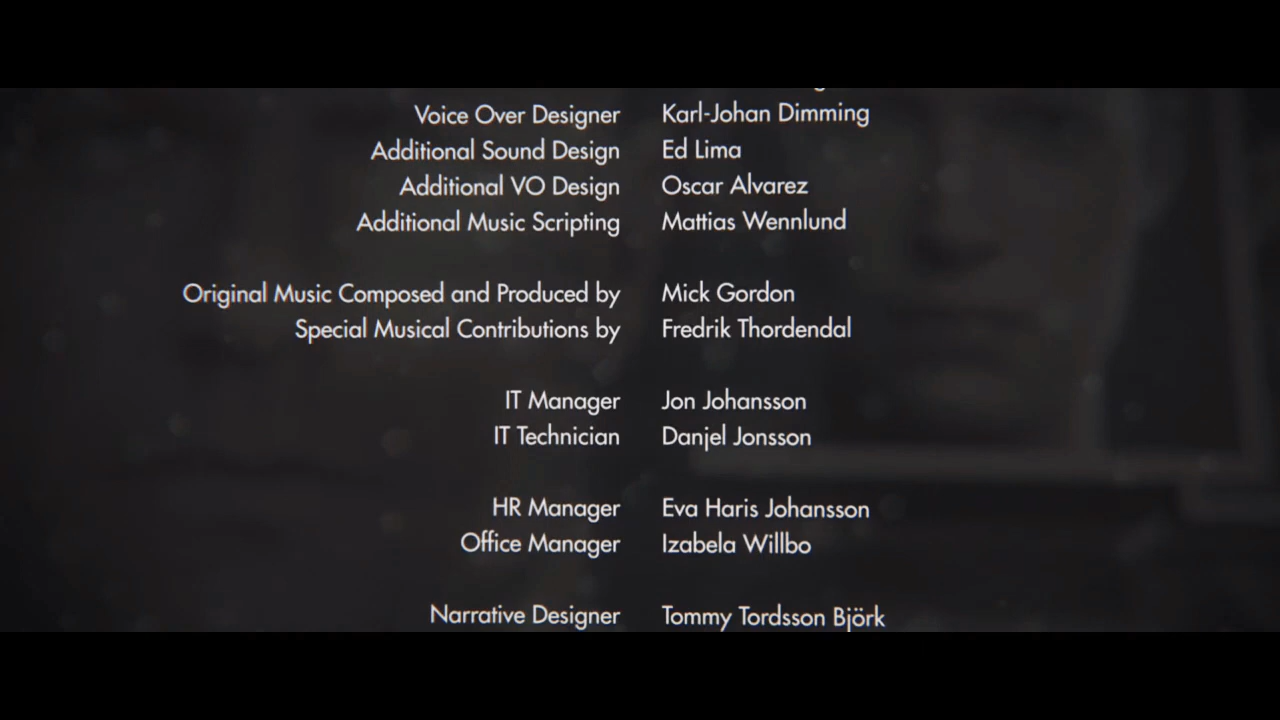 Voice Over Designer Karl-Johan Dimming
Additional Sound Design Ed Lima
Additional VO Design Oscar Alvarez
Additional Music Scripting Mattias Wennlund
Original Music Composed and Produced by Mick Gordon
Special Musical Contributions by Fredrik Thordendal
IT Manager Jon Johansson
IT Technician Danjel Jonsson
HR Manager Eva Haris Johansson
Office Manager Izabela Willbo
Narrative Designer Tommy Tordsson Björk